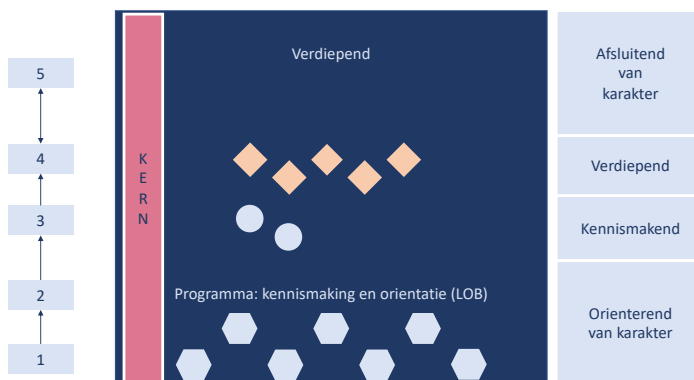 Verdiepend
Afsluitend
van
karakter
5
4
Verdiepend
K
E
R
N
3
Kennismakend
2
Programma: kennismaking en orientatie (LOB)
Orienterend
van karakter
1